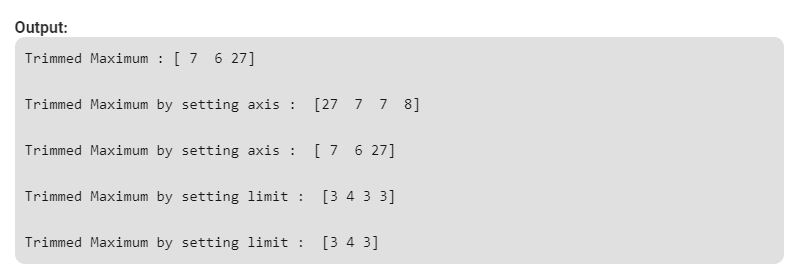 Output:
Trimmed Maximum : [ 7  6 27]
Trimmed Maximum by setting axis :  [27  7  7  8]
Trimmed Maximum by setting axis :  [ 7  6 27]
Trimmed Maximum by setting limit :  [3 4 3 3]
Trimmed Maximum by setting limit :  [3 4 3]